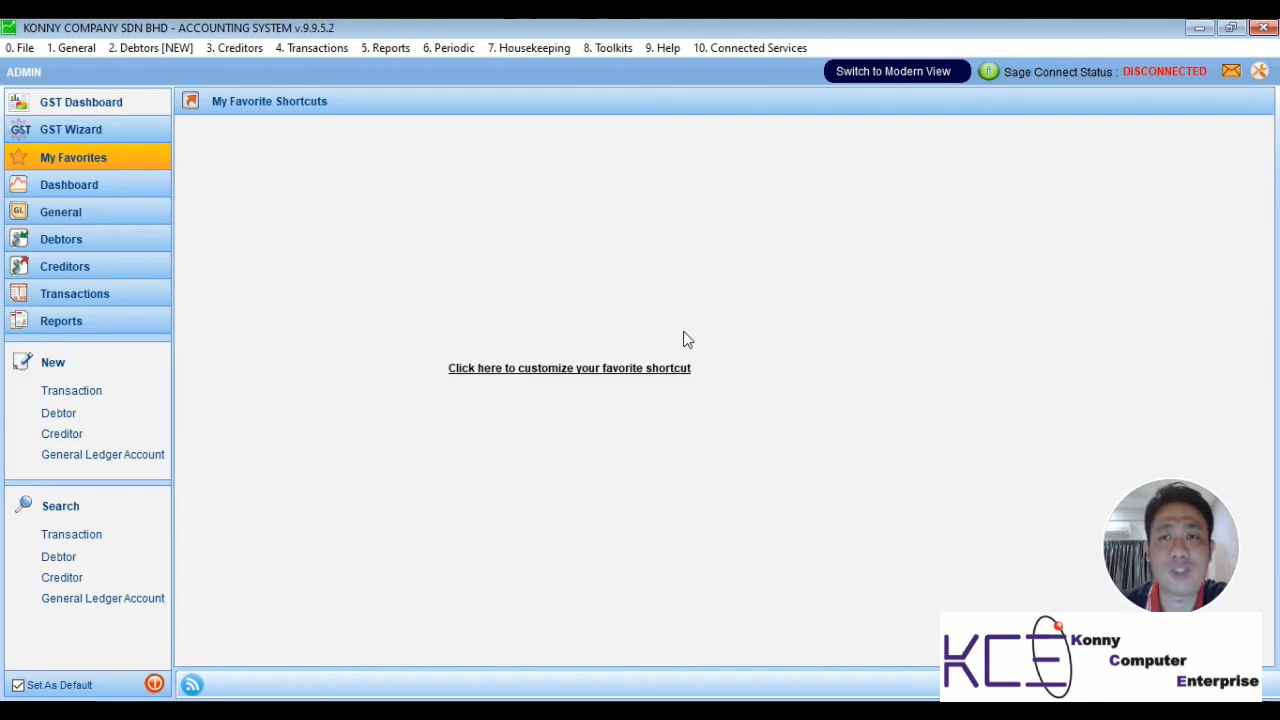 KONNY COMPANY SDN BHD - ACCOUNTING SYSTEM v.9.9.5.2
0. File 1. General 2. Debtors [NEW] 3. Creditors 4. Transactions 5. Reports 6. Periodic 7. Housekeeping 8. Toolkits 9. Help 10. Connected Services
ADMIN
Switch to Modern View
Sage Connect Status : DISCONNECTED
GST Dashboard
GST GST Wizard
My Favorites
Dashboard
GL General
Debtors
Creditors
Transactions
Reports
New
Transaction
Debtor
Creditor
General Ledger Account
Search
Transaction
Debtor
Creditor
General Ledger Account
Set As Default
My Favorite Shortcuts
Click here to customize your favorite shortcut
KCE
Konny
Computer
Enterprise